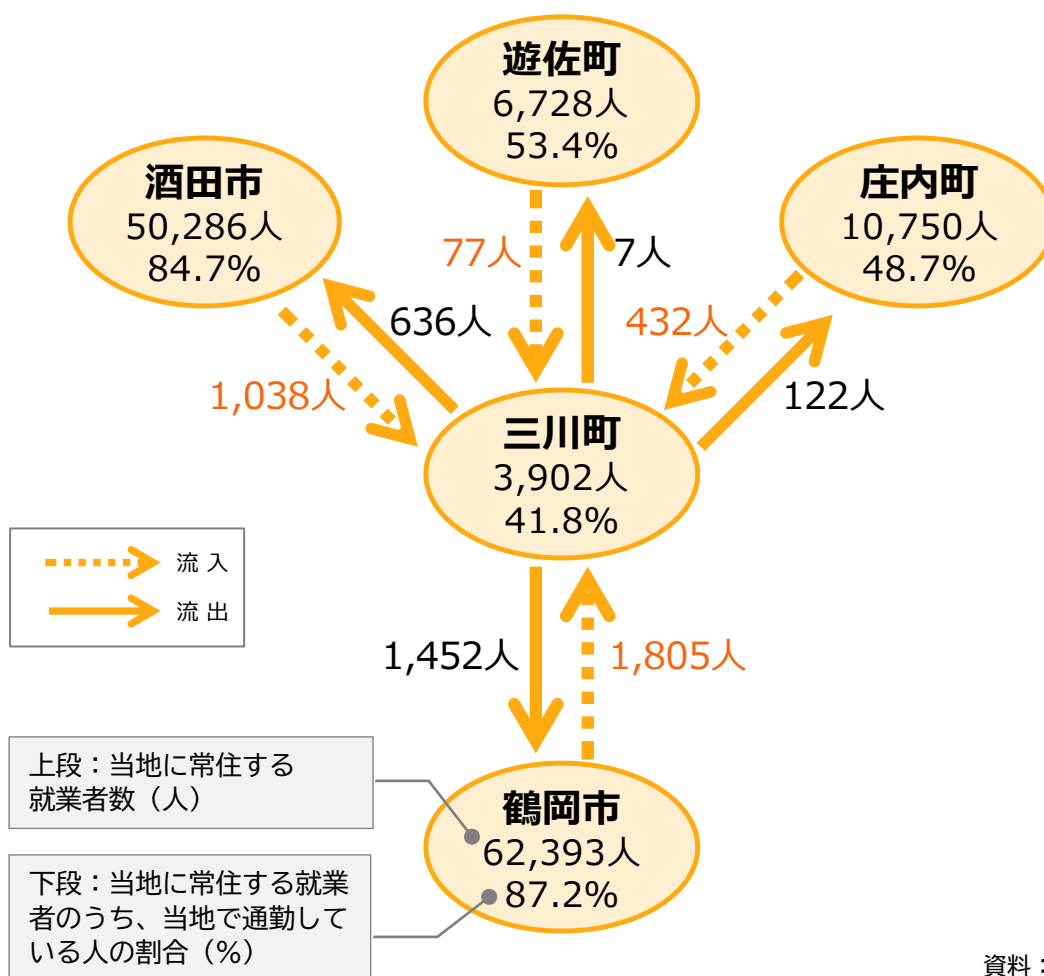 遊佐町
6,728人
53.4%
酒田市
50,286人
84.7%
庄内町
10,750人
48.7%
77人
7人
636人
432人
1,038人
122人
三川町
3,902人
41.8%
流 入
流 出
1,452人
1,805人
上段：当地に常住する
就業者数（人）
鶴岡市
62,393人
87.2%
下段：当地に常住する就業
者のうち、当地で通勤して
いる人の割合（%）
資料：